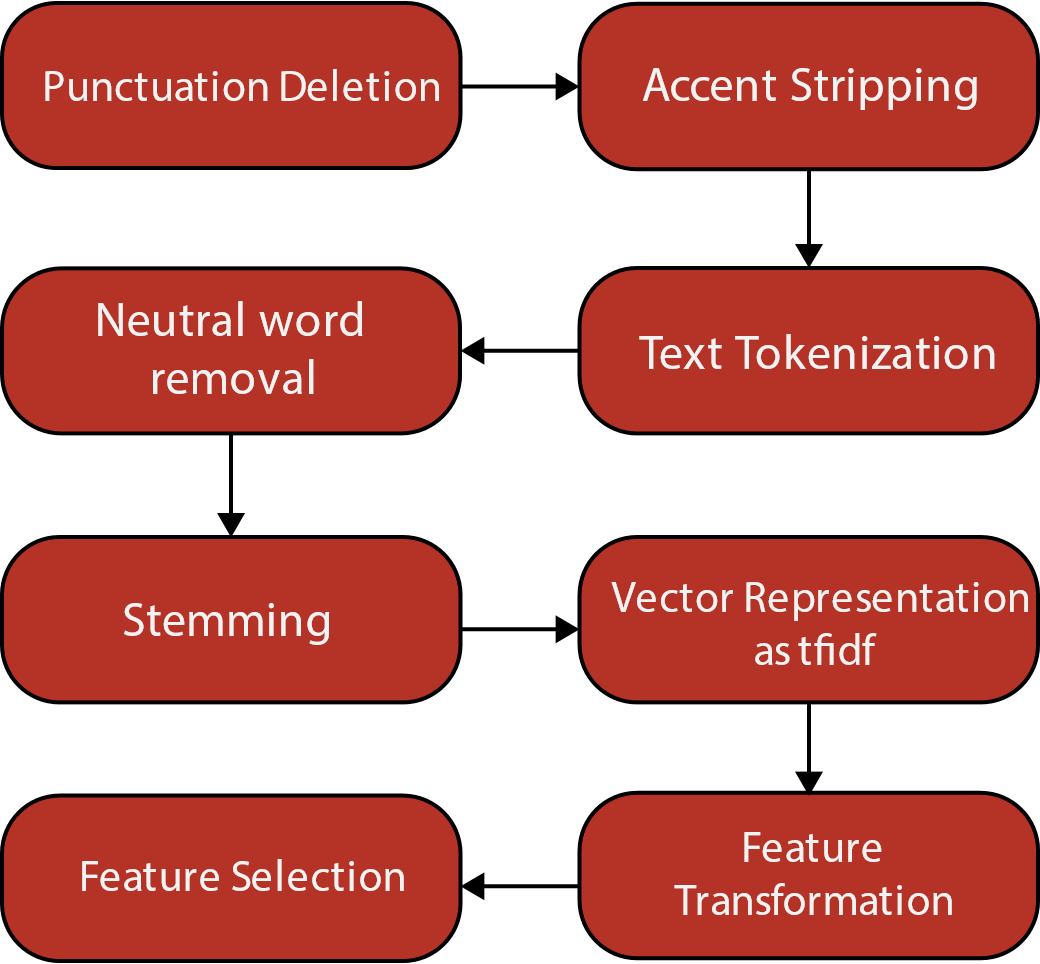 Punctuation Deletion
Accent Stripping
Text Tokenization
Neutral word
removal
Stemming
Vector Representation
as tfidf
Feature
Transformation
Feature Selection